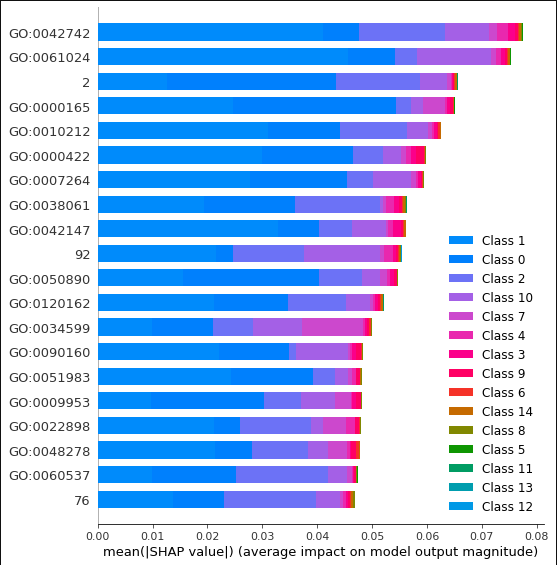 GO:0042742
GO:0061024
2
GO:0000165
GO:0010212
GO:0000422
GO:0007264
GO:0038061
GO:0042147
92
GO:0050890
GO:0120162
GO:0034599
GO:0090160
GO:0051983
GO:0009953
GO:0022898
GO:0048278
GO:0060537
76
Class 1
Class 0
Class 2
Class 10
Class 7
Class 4
Class 3
Class 9
Class 6
Class 14
Class 8
Class 5
Class 11
Class 13
Class 12
0.00 0.01 0.02 0.03 0.04 0.05 0.06 0.07 0.08
mean(|SHAP value|) (average impact on model output magnitude)